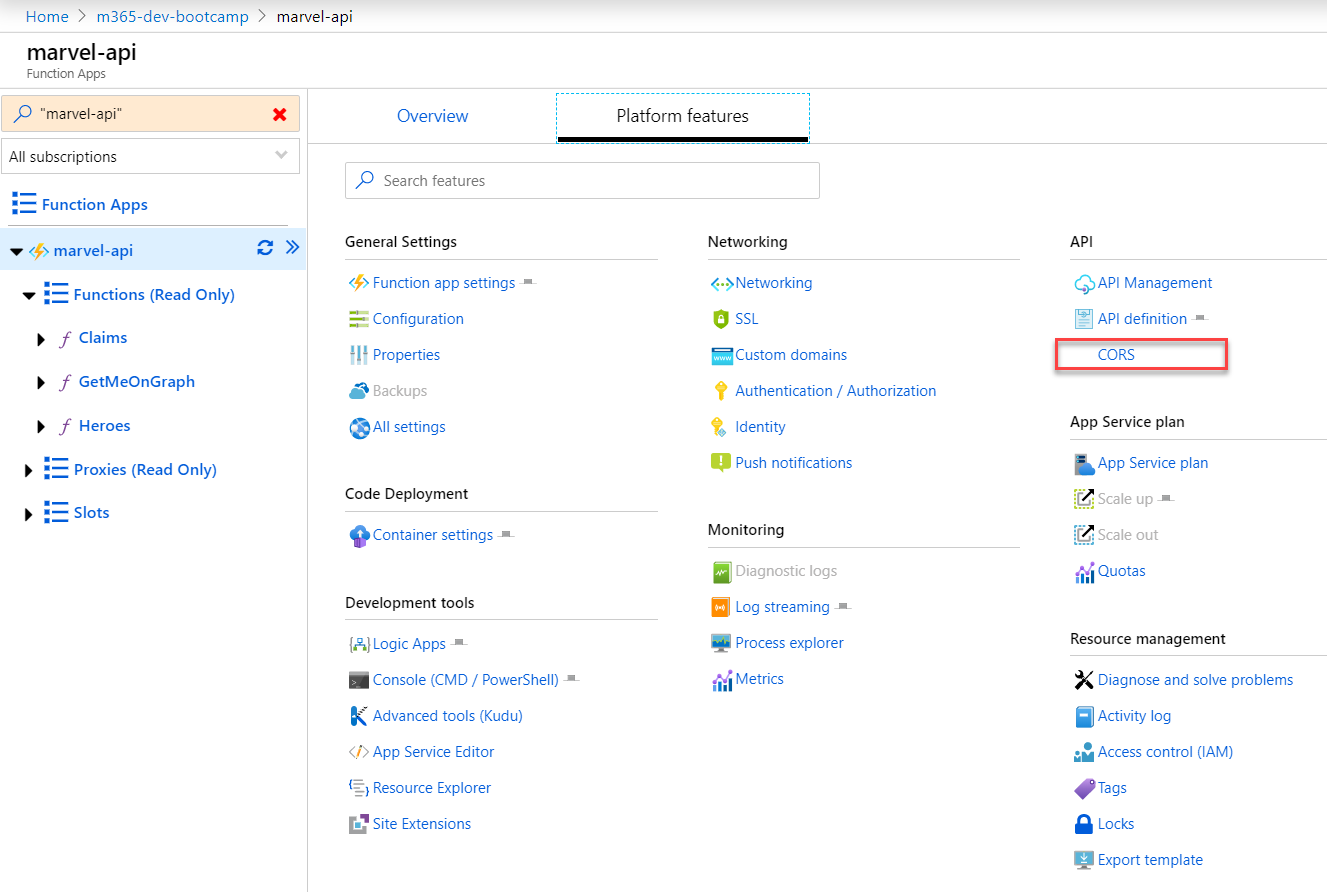 Home > m365-dev-bootcamp > marvel-api
marvel-api
Function Apps
"marvel-api"
All subscriptions
Function Apps
marvel-api
Functions (Read Only)
Claims
GetMeOnGraph
Heroes
Proxies (Read Only)
Slots
Overview
Platform features
Search features
General Settings
Function app settings
Configuration
Properties
Backups
All settings
Code Deployment
Container settings
Development tools
Logic Apps
Console (CMD / PowerShell)
Advanced tools (Kudu)
App Service Editor
Resource Explorer
Site Extensions
Networking
Networking
SSL
Custom domains
Authentication / Authorization
Identity
Push notifications
Monitoring
Diagnostic logs
Log streaming
Process explorer
Metrics
API
API Management
API definition
CORS
App Service plan
App Service plan
Scale up
Scale out
Quotas
Resource management
Diagnose and solve problems
Activity log
Access control (IAM)
Tags
Locks
Export template